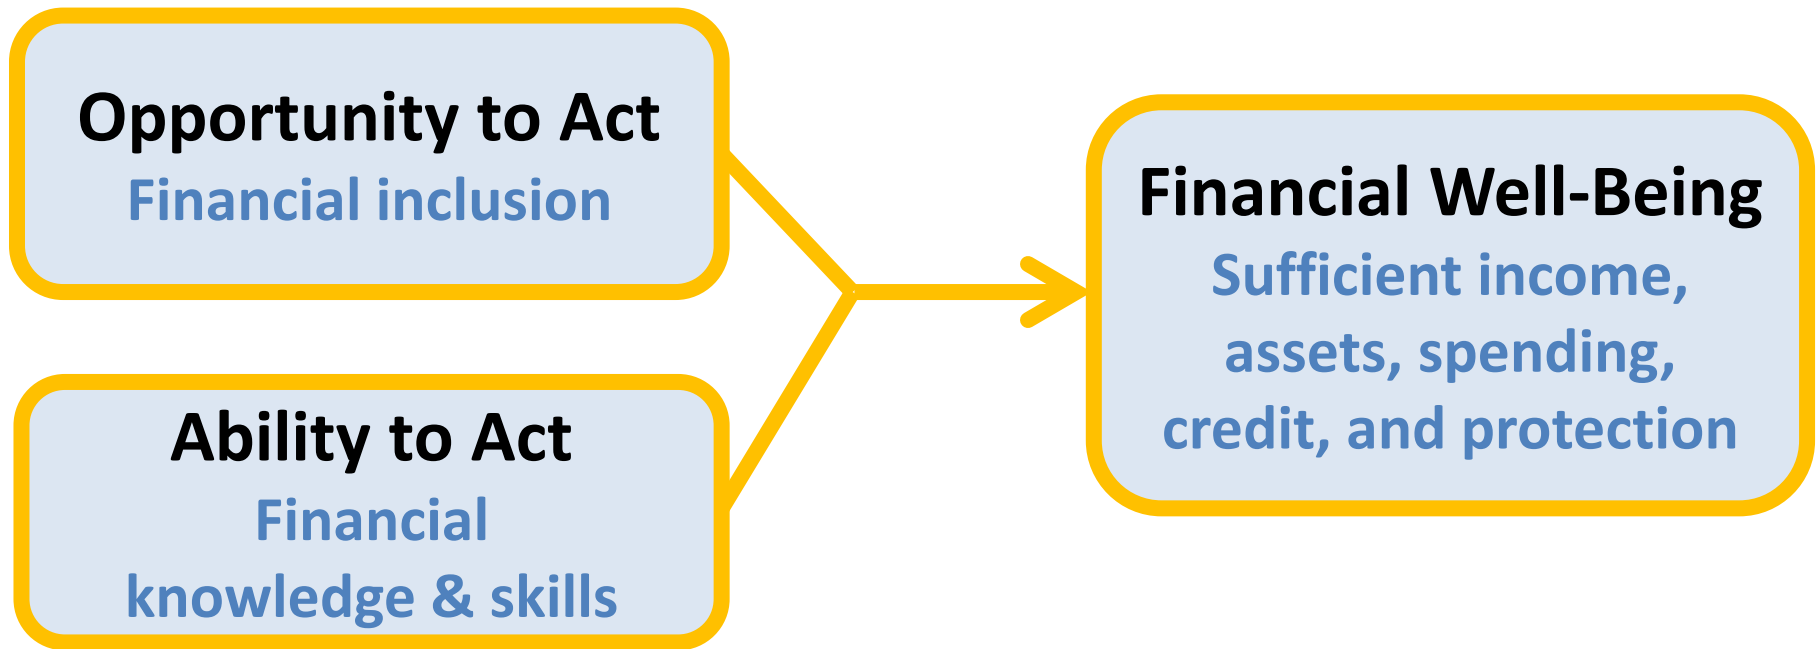 Opportunity to Act
Financial inclusion
Ability to Act
Financial
knowledge & skills
Financial Well-Being
Sufficient income,
assets, spending,
credit, and protection